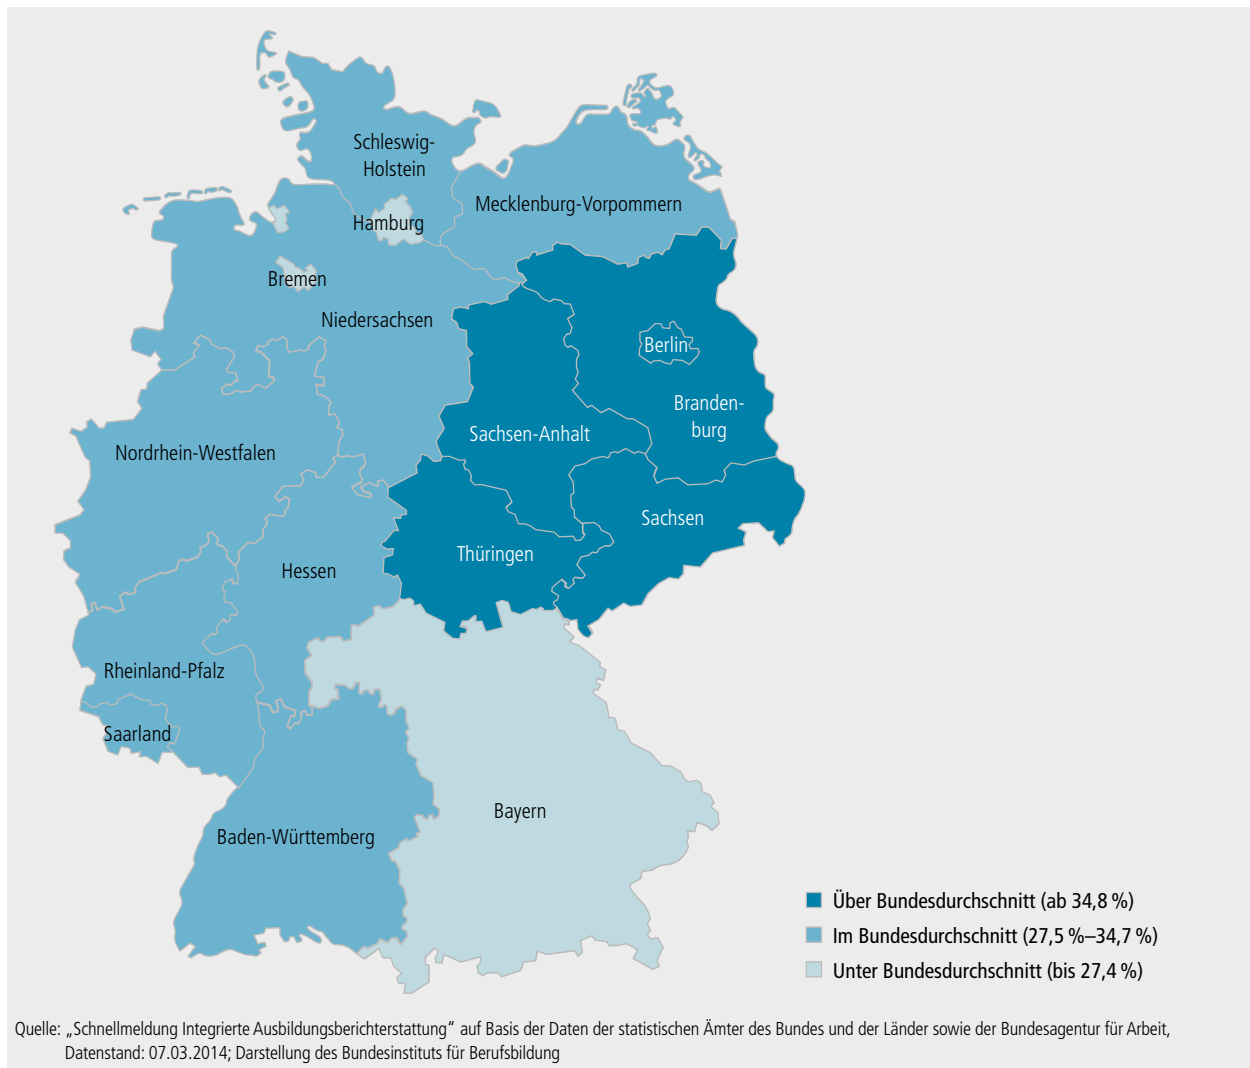 Schleswig-
Holstein
Mecklenburg-Vorpommern
Hamburg
Bremen
Niedersachsen
Berlin
Branden-
burg
Sachsen-Anhalt
Nordrhein-Westfalen
Sachsen
Thüringen
Hessen
Rheinland-Pfalz
Saarland
Bayern
Baden-Württemberg
Über Bundesdurchschnitt (ab 34,8 %)
Im Bundesdurchschnitt (27,5 %–34,7 %)
Unter Bundesdurchschnitt (bis 27,4 %)
Quelle: „Schnellmeldung Integrierte Ausbildungsberichterstattung“ auf Basis der Daten der statistischen Ämter des Bundes und der Länder sowie der Bundesagentur für Arbeit,
Datenstand: 07.03.2014; Darstellung des Bundesinstituts für Berufsbildung